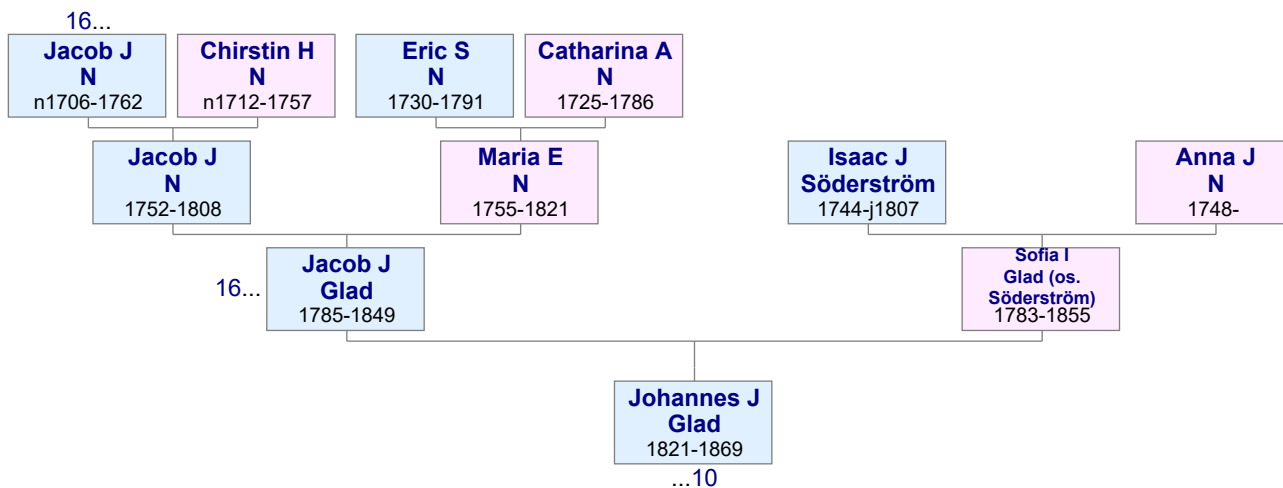 16...
Jacob J
N
n1706-1762
Chirstin H
N
n1712-1757
Eric S
N
1730-1791
Catharina A
N
1725-1786
Jacob J
N
1752-1808
Maria E
N
1755-1821
Isaac J
Söderström
1744-j1807
Anna J
N
1748-
16...
Jacob J
Glad
1785-1849
Sofia I
Glad (os.
Söderström)
1783-1855
Johannes J
Glad
1821-1869
...10